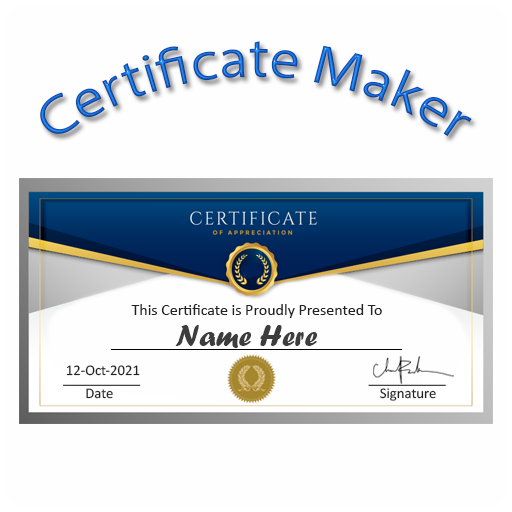 Certificate Maker
CERTIFICATE
OF APPRECIATION
This Certificate is Proudly Presented To
Name Here
12-Oct-2021
Date
Signature